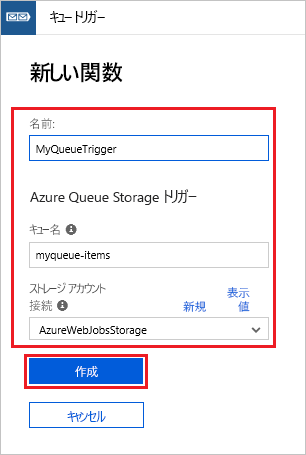 キュー トリガー
新しい関数
名前:
MyQueueTrigger
Azure Queue Storage トリガー
キュー名
myqueue-items
ストレージ アカウント
接続 新規 表示
値
AzureWebJobsStorage
作成
キャンセル